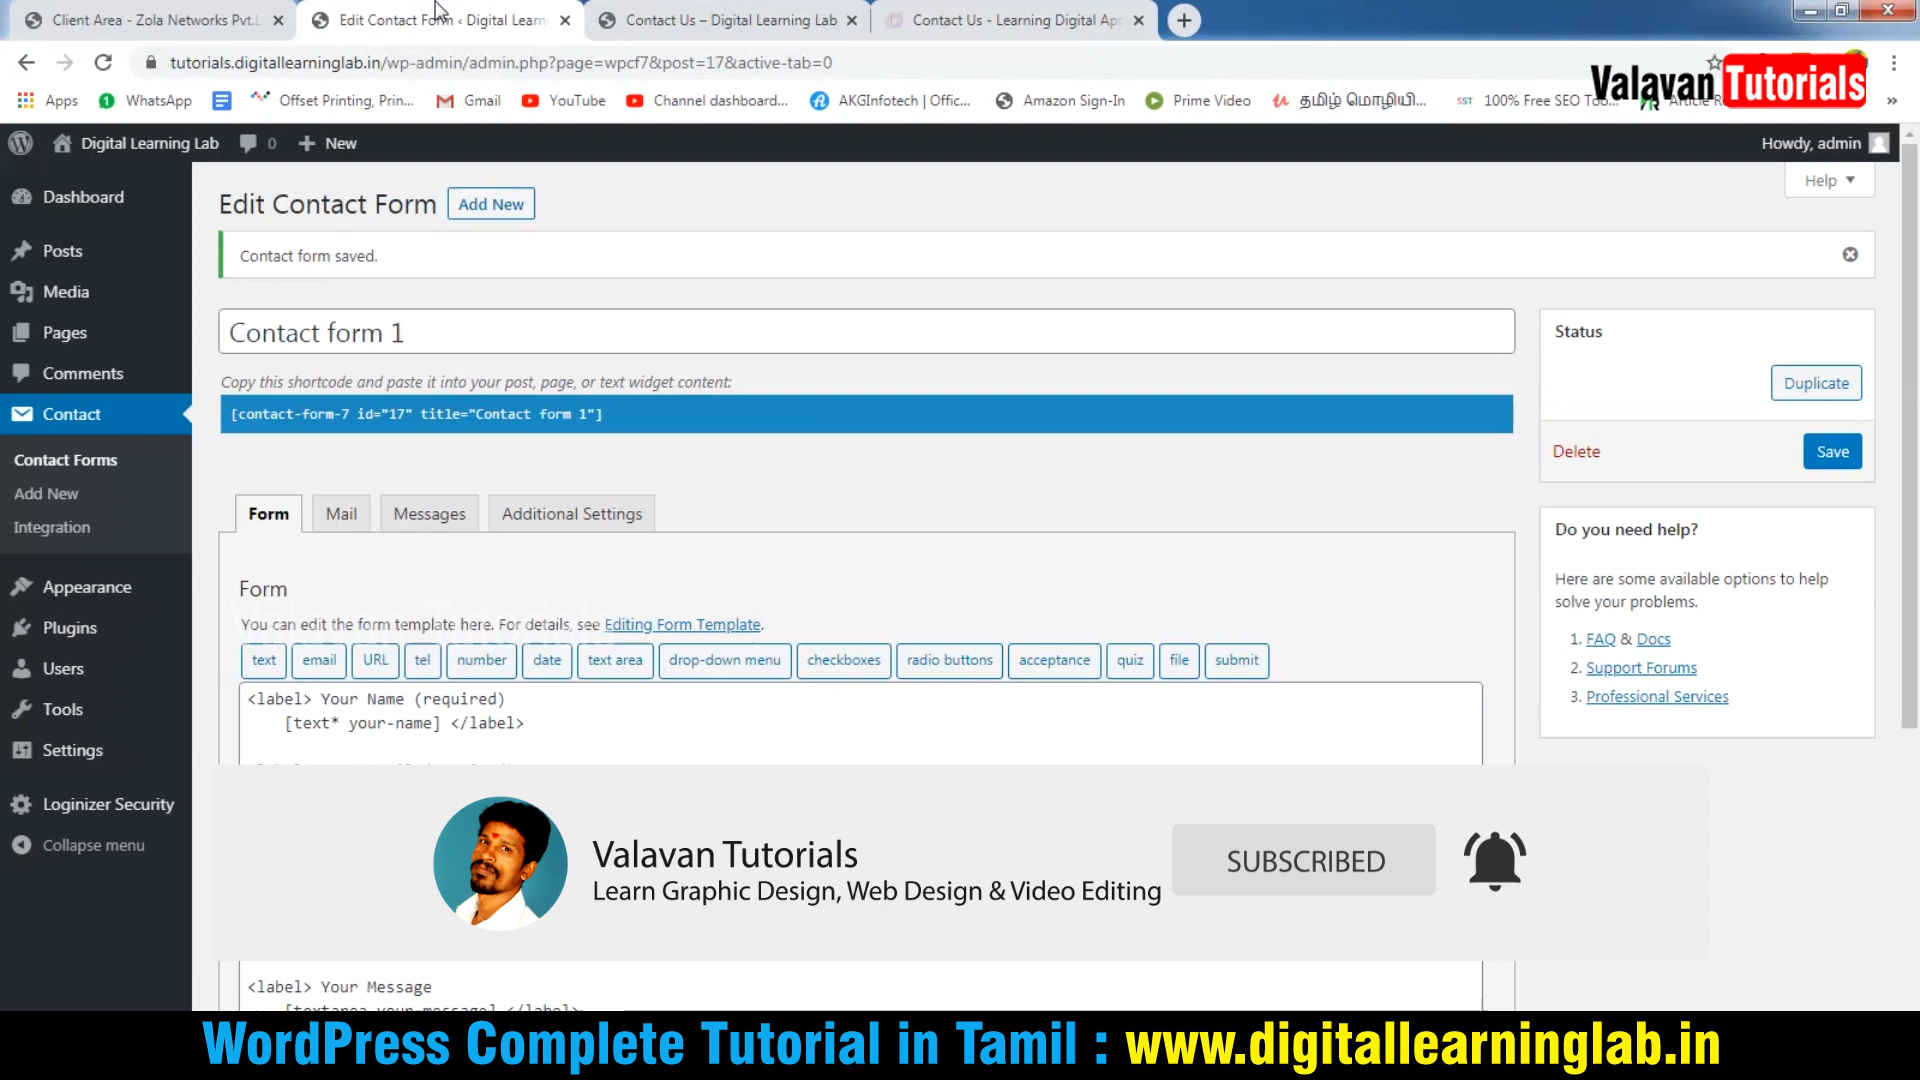 Client Area - Zola Networks Pvt.L
Edit Contact Form ‹ Digital Learn
Contact Us – Digital Learning Lab
Contact Us - Learning Digital App
tutorials.digitallearninglab.in/wp-admin/admin.php?page=wpcf7&post=17&active-tab=0
Valavan Tutorials
Apps
WhatsApp
Offset Printing, Prin...
Gmail
YouTube
Channel dashboard...
AKGInfotech | Offic...
Amazon Sign-In
Prime Video
தமிழ் மொழியி...
SST
100% Free SEO Too...
Digital Learning Lab
0
New
Howdy, admin
Dashboard
Posts
Media
Pages
Comments
Contact
Contact Forms
Add New
Integration
Appearance
Plugins
Users
Tools
Settings
Loginizer Security
Collapse menu
Help
Edit Contact Form
Add New
Contact form saved.
Contact form 1
Copy this shortcode and paste it into your post, page, or text widget content:
[contact-form-7 id="17" title="Contact form 1"]
Status
Duplicate
Delete
Save
Form
Mail
Messages
Additional Settings
Do you need help?
Here are some available options to help
solve your problems.
1. FAQ & Docs
2. Support Forums
3. Professional Services
Form
Valavan Tutorials
You can edit the form template here. For details, see Editing Form Template.
text
email
URL
tel
number
date
text area
drop-down menu
checkboxes
radio buttons
acceptance
quiz
file
submit
<label> Your Name (required)
[text* your-name] </label>
Valavan Tutorials
Learn Graphic Design, Web Design & Video Editing
SUBSCRIBED
<label> Your Message
[textarea your-message] </label>
WordPress Complete Tutorial in Tamil : www.digitallearninglab.in